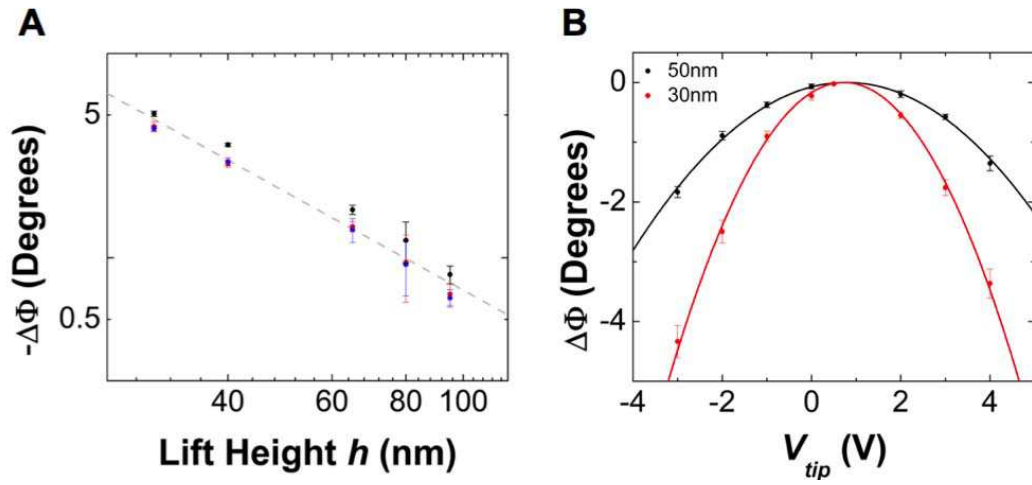 A
-ΔΦ (Degrees)
5
0.5
40
60
80
100
Lift Height h (nm)
B
50nm
30nm
ΔΦ (Degrees)
0
-2
-4
-4
-2
0
2
4
V_tip (V)